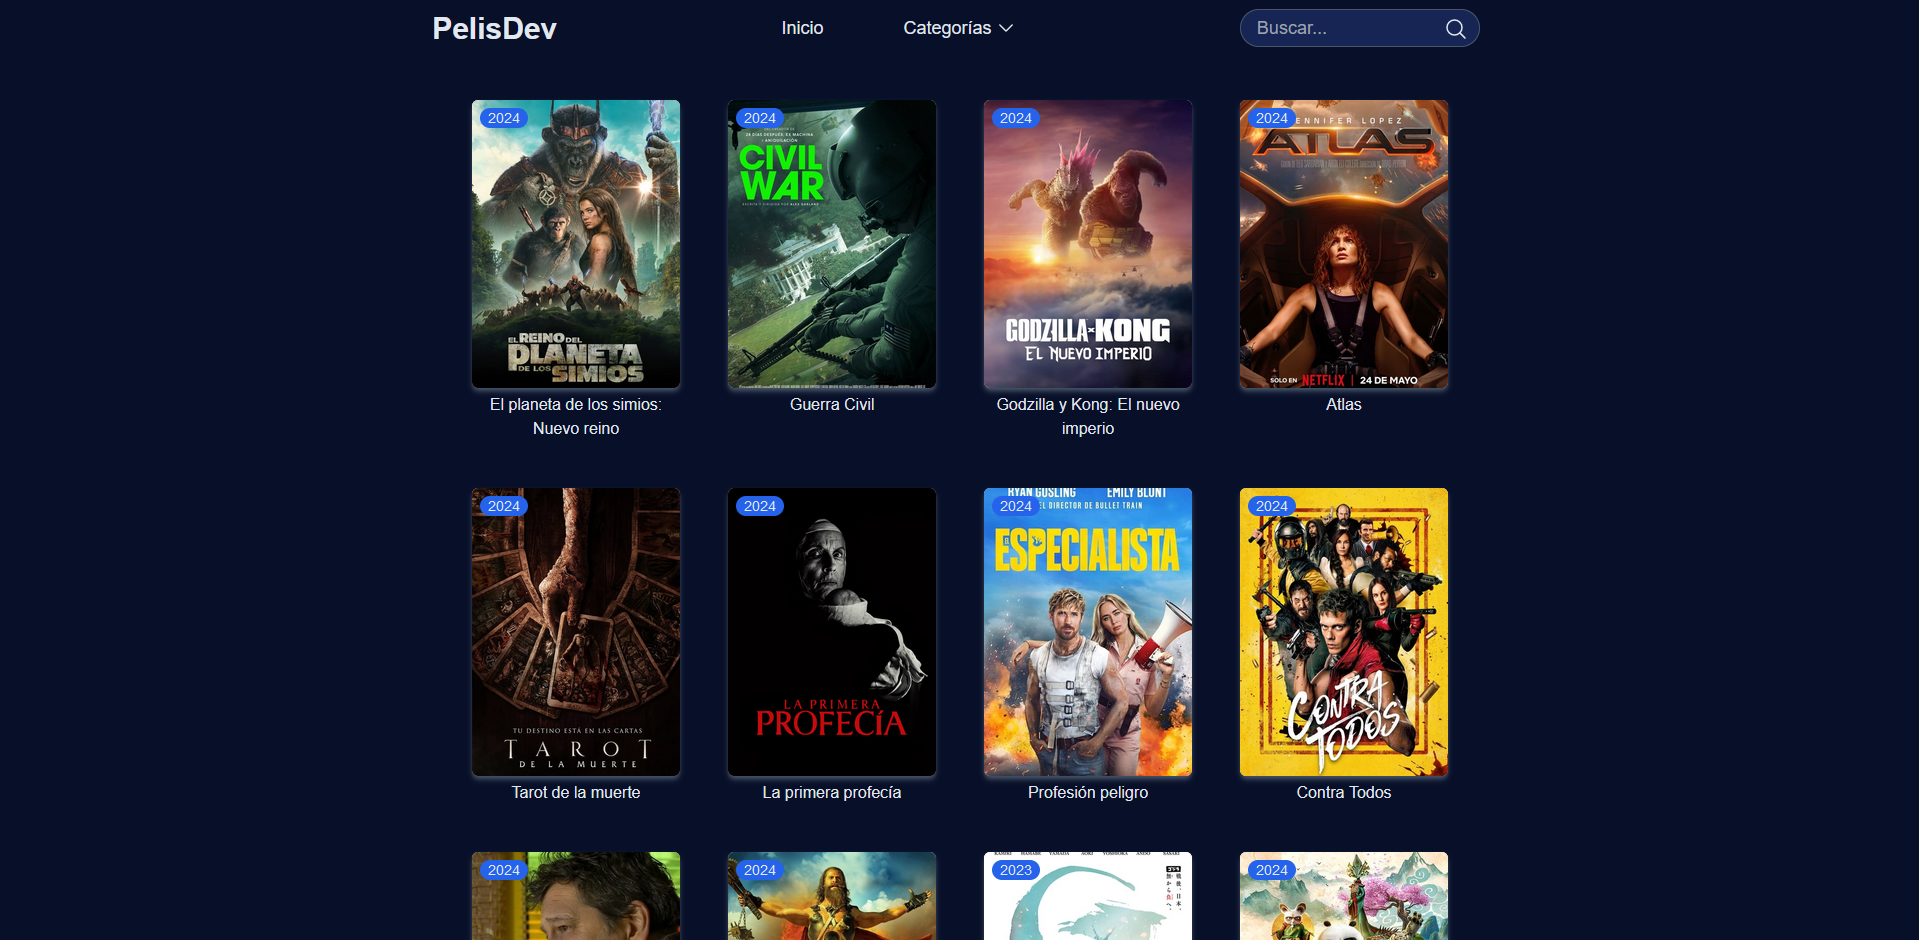 PelisDev
Inicio
Categorías
Buscar...
2024
EL REINO DEL
PLANETA
DE LOS SIMIOS
El planeta de los simios:
Nuevo reino
2024
CIVIL
WAR
Guerra Civil
2024
GODZILLA x KONG
EL NUEVO IMPERIO
Godzilla y Kong: El nuevo
imperio
2024
ENNIFER LOPEZ
ATLAS
SOLO EN NETFLIX | 24 DE MAYO
Atlas
2024
TU DESTINO ESTÁ EN LAS CARTAS
TAROT
DE LA MUERTE
Tarot de la muerte
2024
LA PRIMERA
PROFECÍA
La primera profecía
2024
RYAN GOSLING EMILY BLUNT
EL DIRECTOR DE BULLET TRAIN
ESPECIALISTA
Profesión peligro
2024
CONTRA
TODOS
Contra Todos
2024
2024
2023
2024